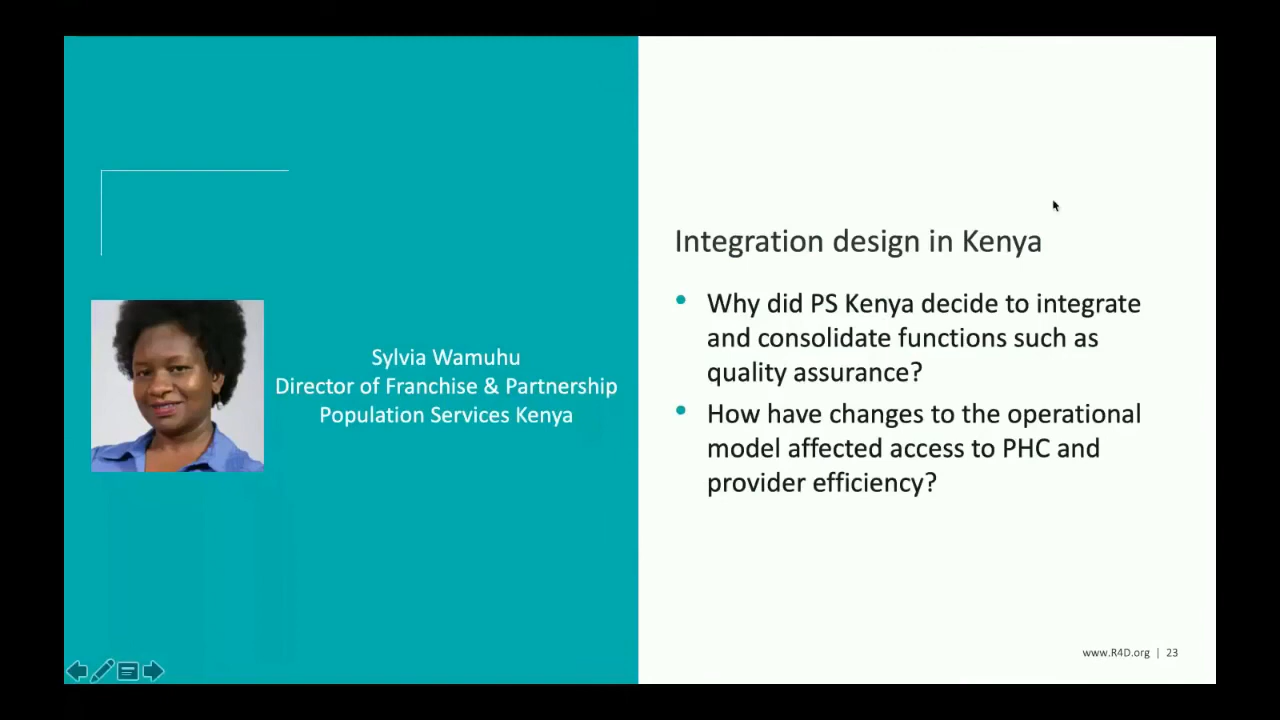 Sylvia Wamuhu
Director of Franchise & Partnership
Population Services Kenya
Integration design in Kenya
• Why did PS Kenya decide to integrate
and consolidate functions such as
quality assurance?
• How have changes to the operational
model affected access to PHC and
provider efficiency?
www.R4D.org | 23